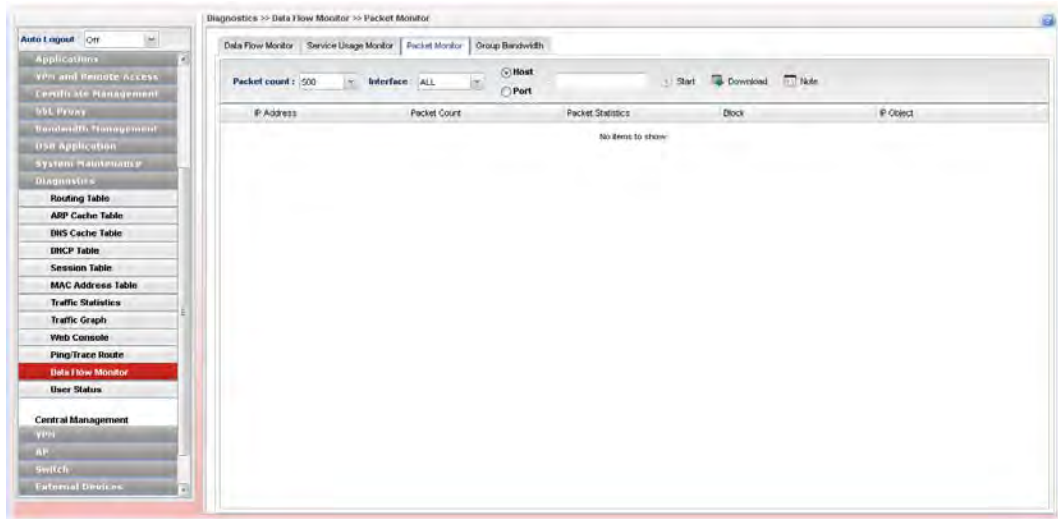 Diagnostics >> Data Flow Monitor >> Packet Monitor
Auto Logout Off
Applications
VPN and Remote Access
Certificate Management
SSL Proxy
Bandwidth Management
USB Application
System Maintenance
Diagnostics
Routing Table
ARP Cache Table
DNS Cache Table
DHCP Table
Session Table
MAC Address Table
Traffic Statistics
Traffic Graph
Web Console
Ping/Trace Route
Data Flow Monitor
User Status
Central Management
VPN
AP
Switch
External Devices
Data Flow Monitor Service Usage Monitor Packet Monitor Group Bandwidth
Packet count : 500 Interface ALL Host Port Start Download Note
IP Address Packet Count Packet Statistics Block IP Object
No items to show